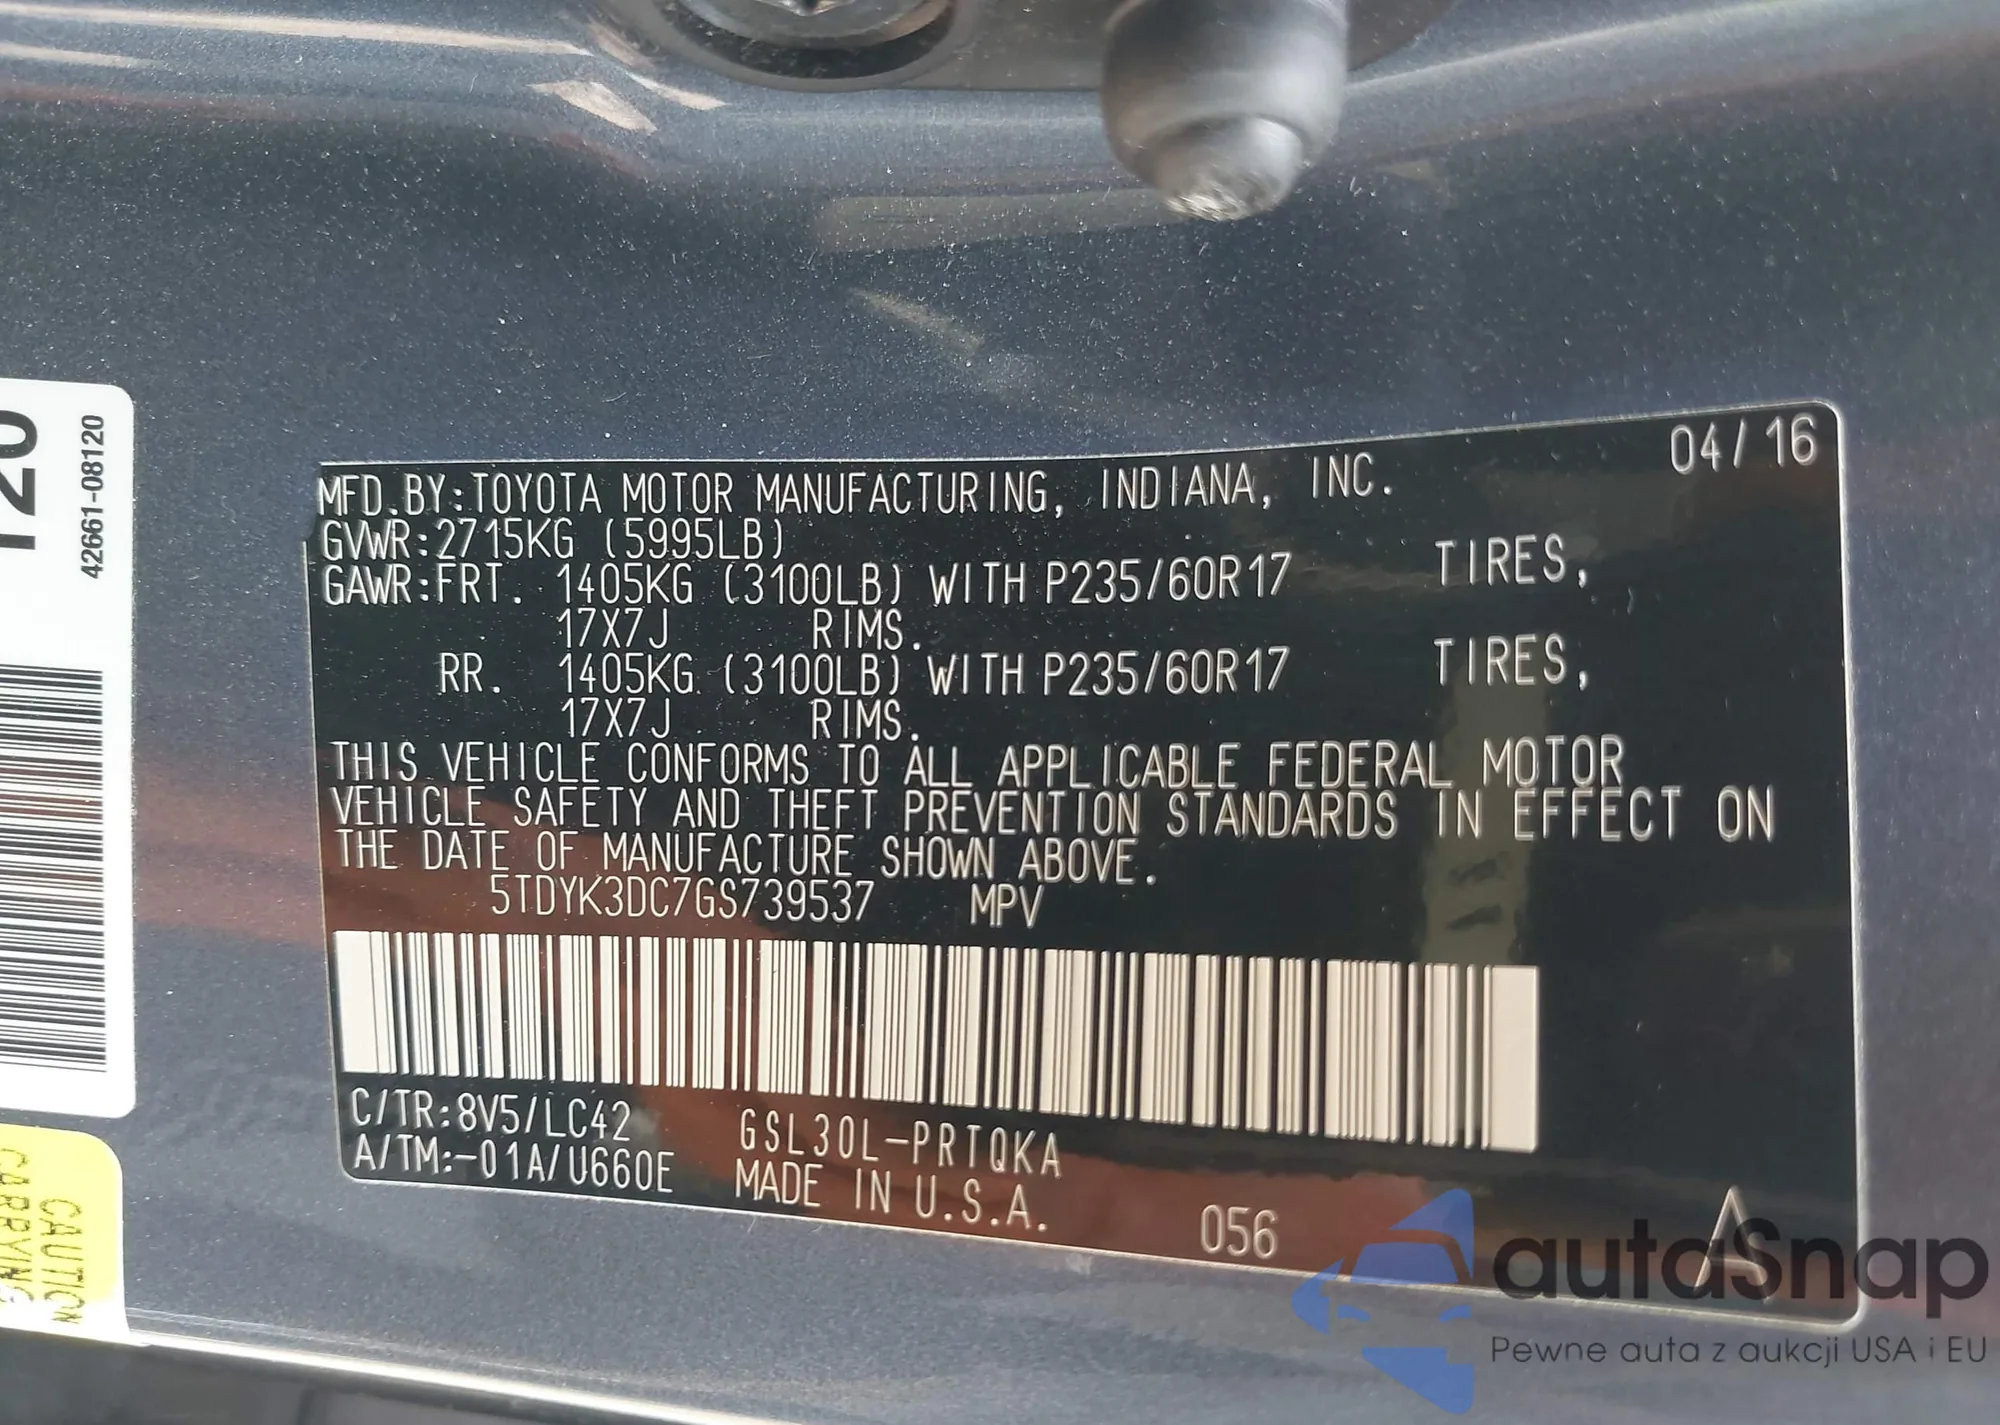 120
42661-08120
04/16
MFD.BY:TOYOTA MOTOR MANUFACTURING, INDIANA, INC.
GVWR:2715KG (5995LB)
GAWR:FRT. 1405KG (3100LB) WITH P235/60R17 TIRES,
17X7J RIMS.
RR. 1405KG (3100LB) WITH P235/60R17 TIRES,
17X7J RIMS.
THIS VEHICLE CONFORMS TO ALL APPLICABLE FEDERAL MOTOR
VEHICLE SAFETY AND THEFT PREVENTION STANDARDS IN EFFECT ON
THE DATE OF MANUFACTURE SHOWN ABOVE.
5TDYK3DC7GS739537 MPV
C/TR:8V5/LC42 GSL30L-PRTQKA
A/TM:-01A/U660E MADE IN U.S.A.
056 A
CAUTION
CARRYING
autaSnap
Pewne auta z aukcji USA i EU